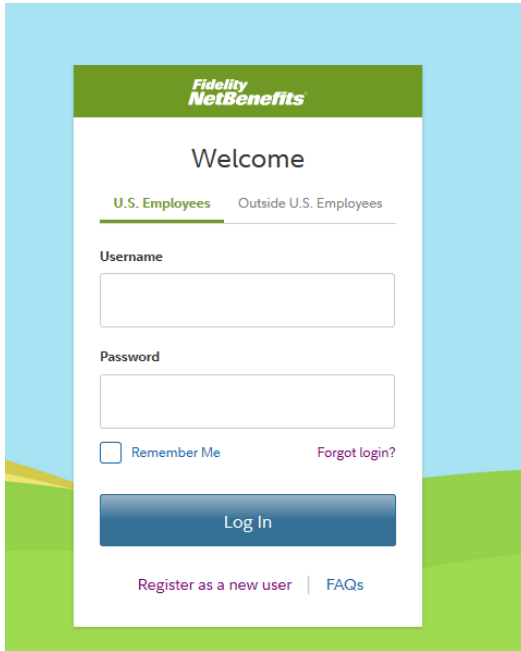 Fidelity
NetBenefits
Welcome
U.S. Employees Outside U.S. Employees
Username
Password
Remember Me Forgot login?
Log In
Register as a new user | FAQs